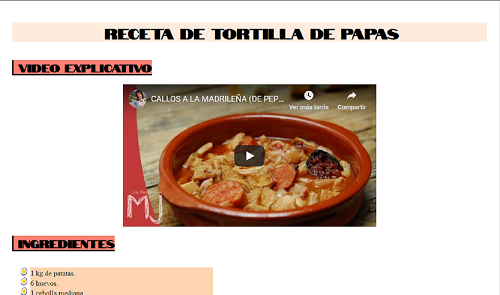 RECETA DE TORTILLA DE PAPAS
VIDEO EXPLICATIVO
CALLOS A LA MADRILEÑA (DE PEP...
Ver más tarde
Compartir
MJ
INGREDIENTES
1 kg de patatas.
6 huevos.
1 cebolla mediana